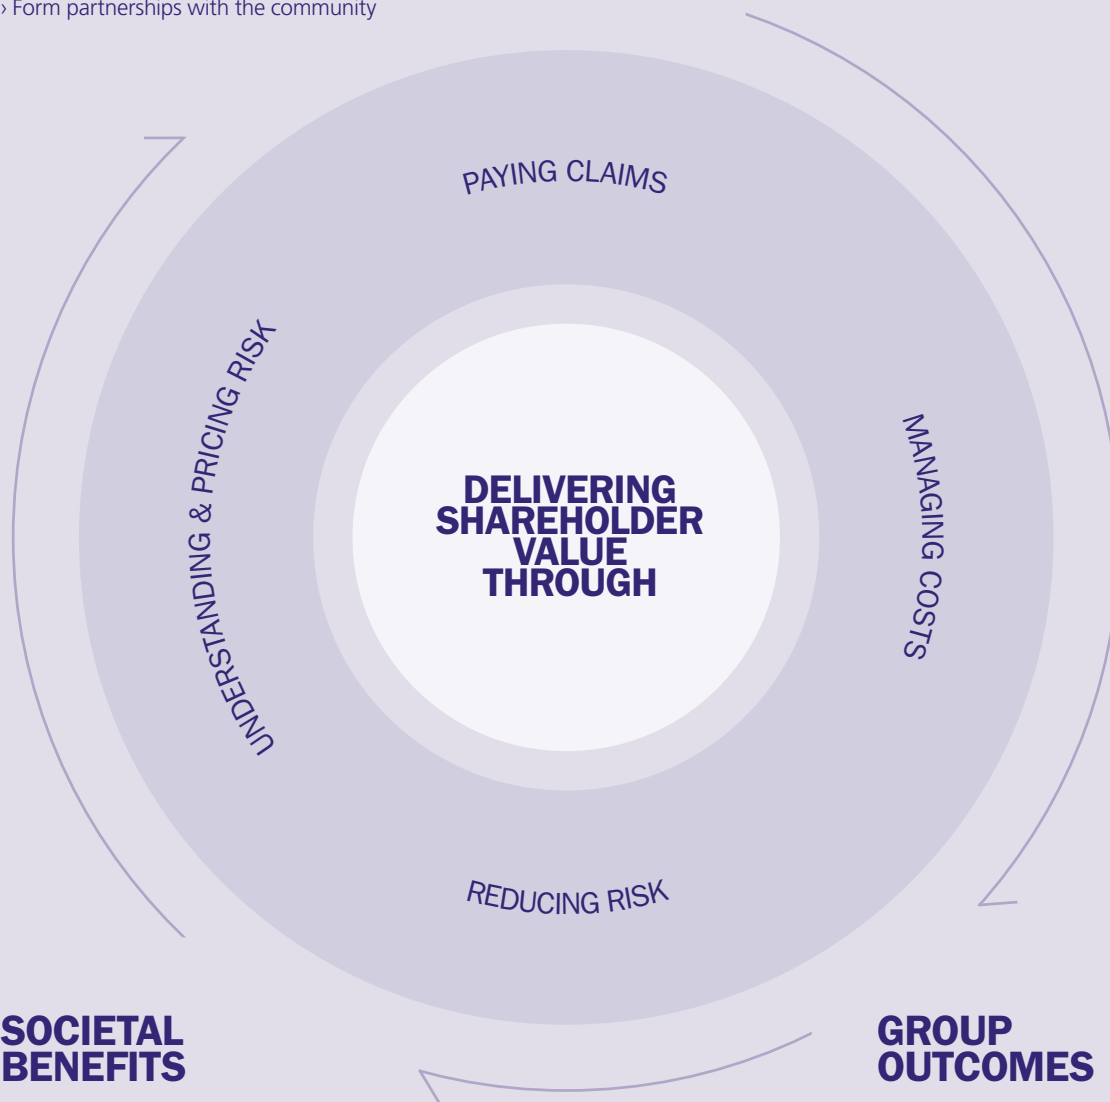 › Form partnerships with the community
PAYING CLAIMS
UNDERSTANDING & PRICING RISK
MANAGING COSTS
DELIVERING
SHAREHOLDER
VALUE
THROUGH
REDUCING RISK
SOCIETAL
BENEFITS
GROUP
OUTCOMES